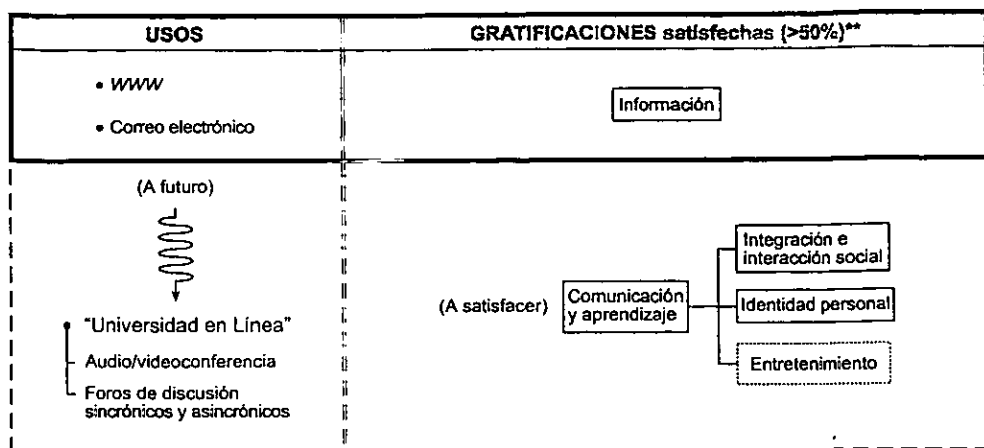 USOS
GRATIFICACIONES satisfechas (>50%)**
• WWW
• Correo electrónico
Información
(A futuro)
• "Universidad en Línea"
Audio/videoconferencia
Foros de discusión
sincrónicos y asincrónicos
(A satisfacer)
Comunicación
y aprendizaje
Integración e
interacción social
Identidad personal
Entretenimiento